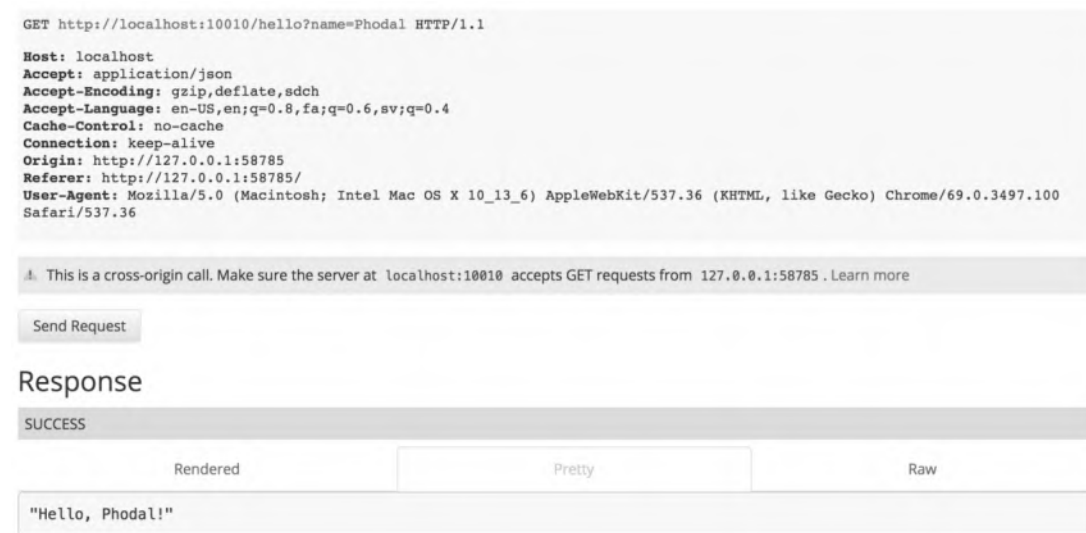 GET http://localhost:10010/hello?name=Phodal HTTP/1.1
Host: localhost
Accept: application/json
Accept-Encoding: gzip,deflate,sdch
Accept-Language: en-US,en;q=0.8,fa;q=0.6,sv;q=0.4
Cache-Control: no-cache
Connection: keep-alive
Origin: http://127.0.0.1:58785
Referer: http://127.0.0.1:58785/
User-Agent: Mozilla/5.0 (Macintosh; Intel Mac OS X 10_13_6) AppleWebKit/537.36 (KHTML, like Gecko) Chrome/69.0.3497.100
Safari/537.36
This is a cross-origin call. Make sure the server at localhost:10010 accepts GET requests from 127.0.0.1:58785 . Learn more
Send Request
Response
SUCCESS
Rendered Pretty Raw
"Hello, Phodal!"